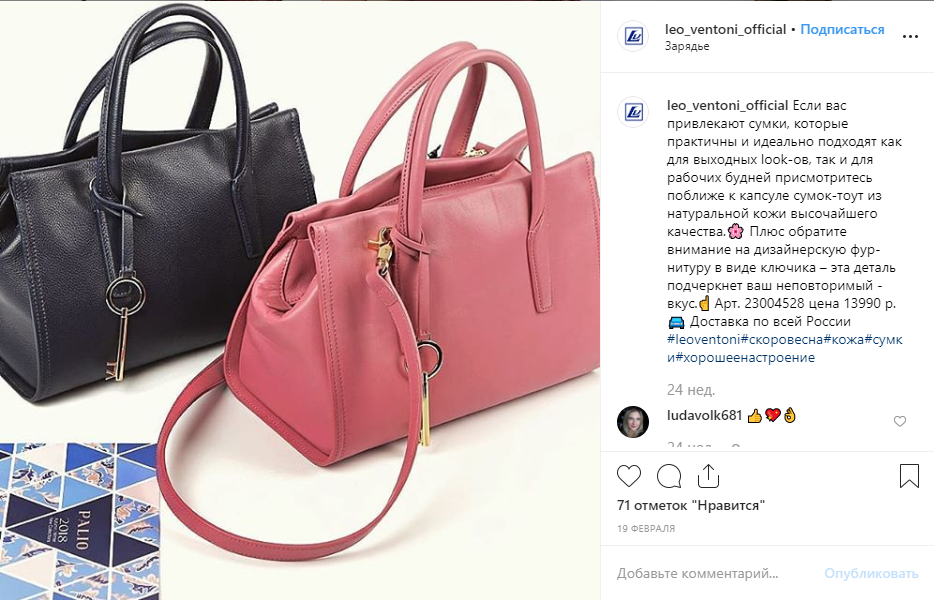 leo_ventoni_official • Подписаться
Зарядье
leo_ventoni_official Если вас
привлекают сумки, которые
практичны и идеально подходят как
для выходных look-ов, так и для
рабочих будней присмотритесь
поближе к капсуле сумок-тоут из
натуральной кожи высочайшего
качества.🌸 Плюс обратите
внимание на дизайнерскую фур-
нитуру в виде ключика – эта деталь
подчеркнет ваш неповторимый -
вкус.☝ Арт. 23004528 цена 13990 р.
🚘 Доставка по всей России
#leoventoni#скоровесна#кожа#сумк
и#хорошеенастроение
24 нед.
ludavolk681 👍💖👌
24 нед.
71 отметок "Нравится"
19 ФЕВРАЛЯ
Добавьте комментарий... Опубликовать
PALIO
2018